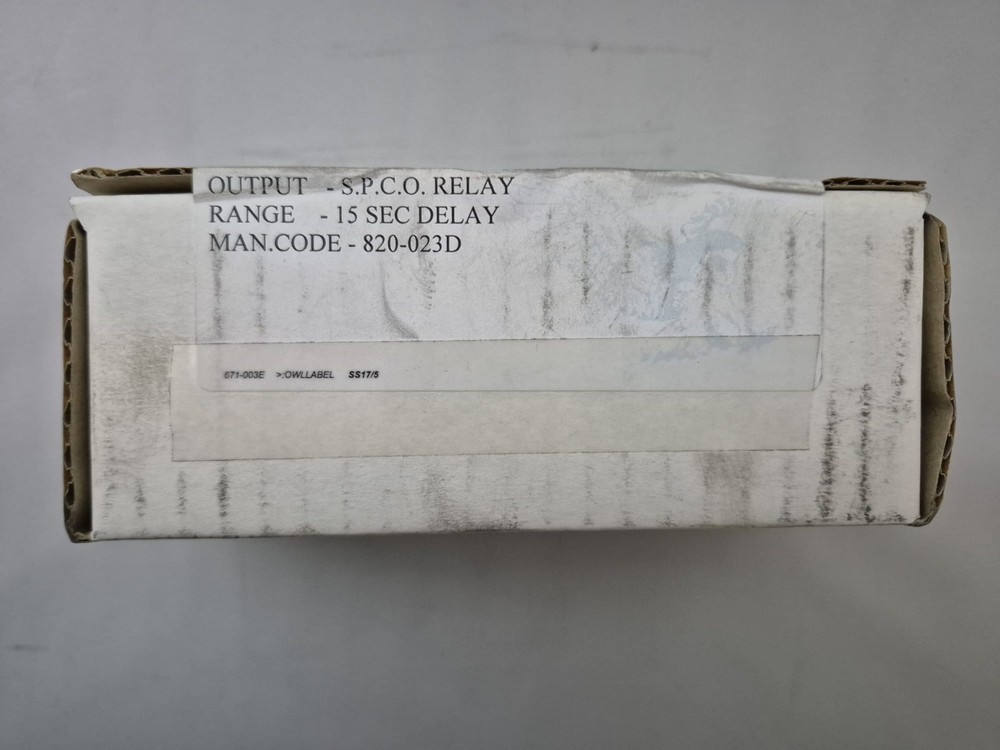 OUTPUT - S.P.C.O. RELAY
RANGE - 15 SEC DELAY
MAN.CODE - 820-023D
671-003E >:OWLLABEL SS17/5